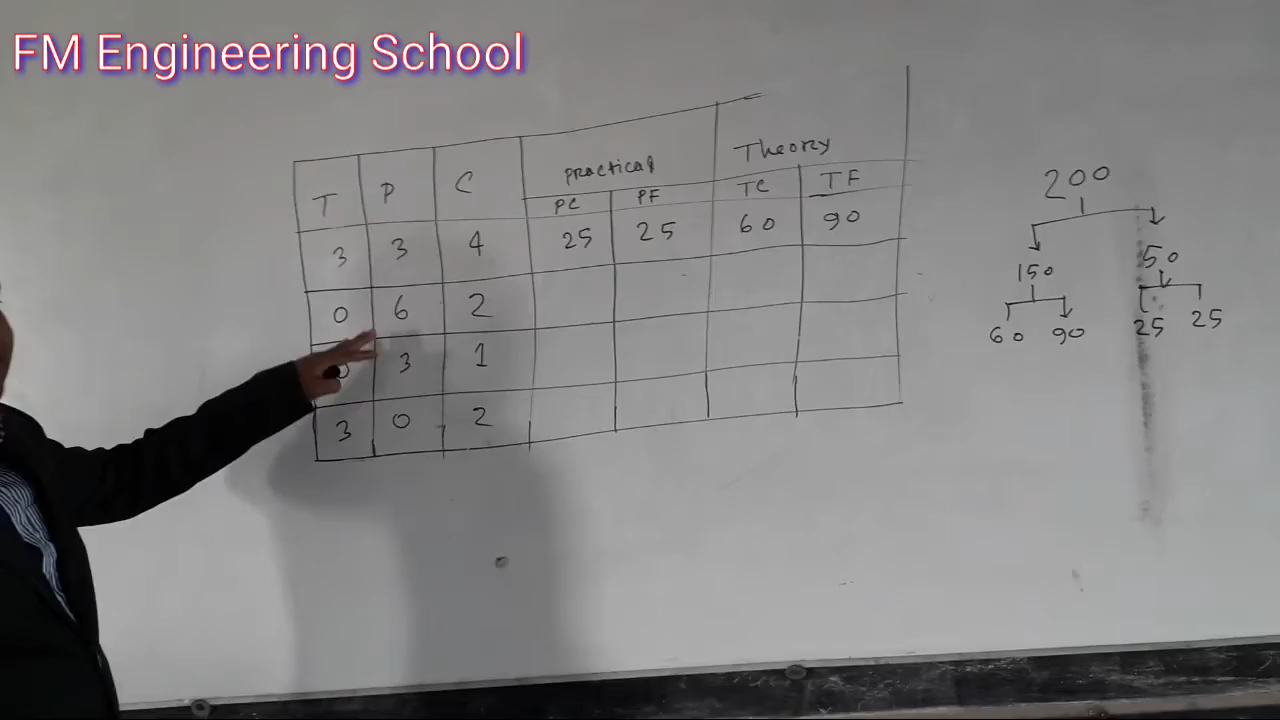 FM Engineering School
T P C Practical Theory
PC PF TC TF
3 3 4 25 25 60 90
0 6 2
0 3 1
3 0 2
200
150 50
60 90 25 25